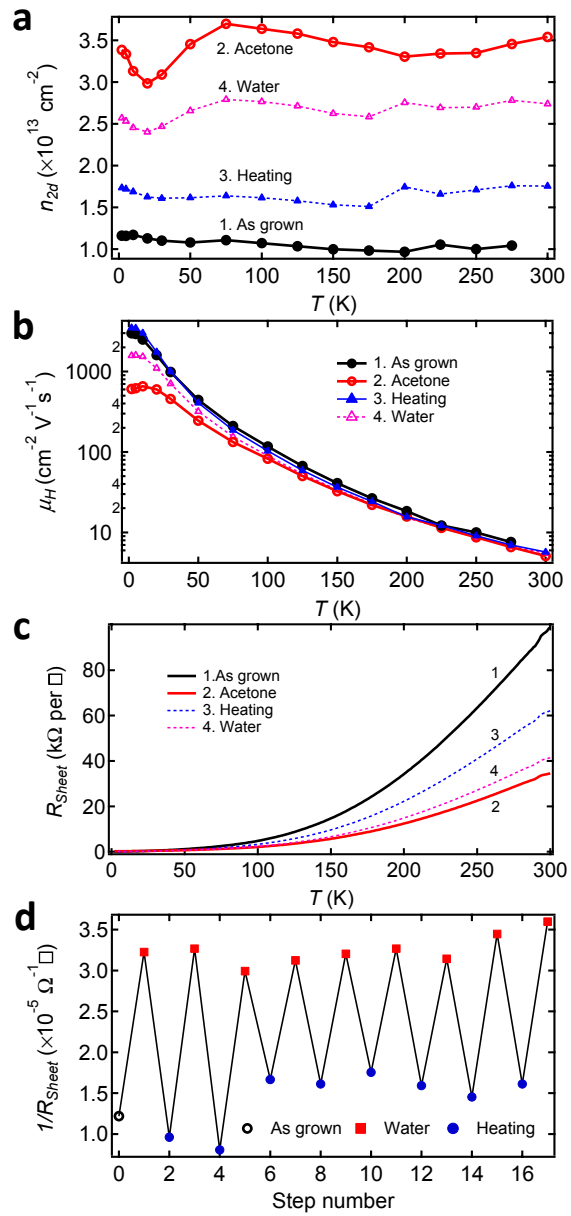 a
3.5
3.0
2.5
2.0
1.5
1.0
n2d (×10^13 cm^-2)
2. Acetone
4. Water
3. Heating
1. As grown
0 50 100 150 200 250 300
T (K)
b
2
1000
4
2
100
4
2
10
μH (cm^-2 V^-1 s^-1)
1. As grown
2. Acetone
3. Heating
4. Water
0 50 100 150 200 250 300
T (K)
c
80
60
40
20
0
RSheet (kΩ per □)
1.As grown
2. Acetone
3. Heating
4. Water
1
3
4
2
0 50 100 150 200 250 300
T (K)
d
3.5
3.0
2.5
2.0
1.5
1.0
1/RSheet (×10^-5 Ω^-1□)
As grown Water Heating
0 2 4 6 8 10 12 14 16
Step number